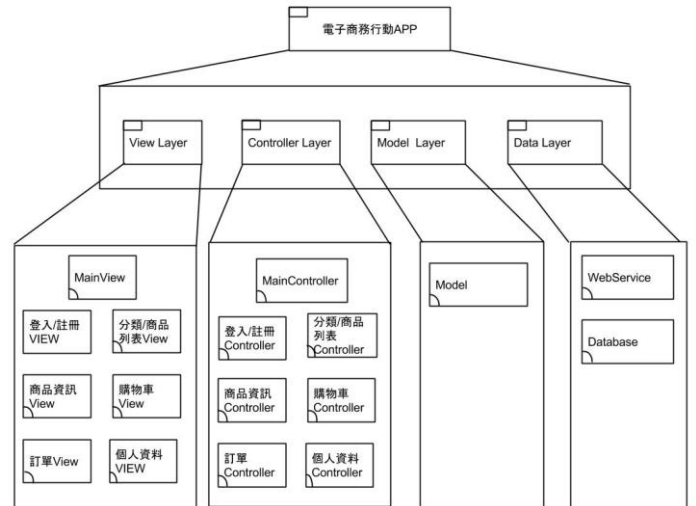 電子商務行動APP
View Layer
Controller Layer
Model Layer
Data Layer
MainView
登入/註冊
VIEW
分類/商品
列表View
商品資訊
View
購物車
View
訂單View
個人資料
VIEW
MainController
登入/註冊
Controller
分類/商品
列表
Controller
商品資訊
Controller
購物車
Controller
訂單
Controller
個人資料
Controller
Model
WebService
Database